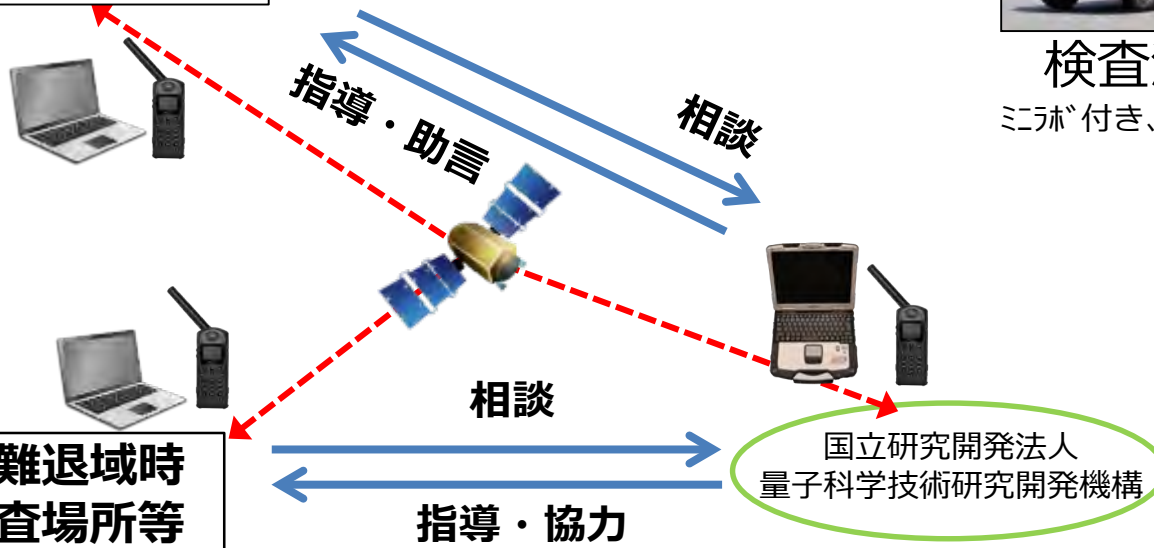 検査
ﾐﾆﾗﾎﾞ付き、
指導・助言
相談
相談
国立研究開発法人
量子科学技術研究開発機構
難退域時
査場所等
指導・協力